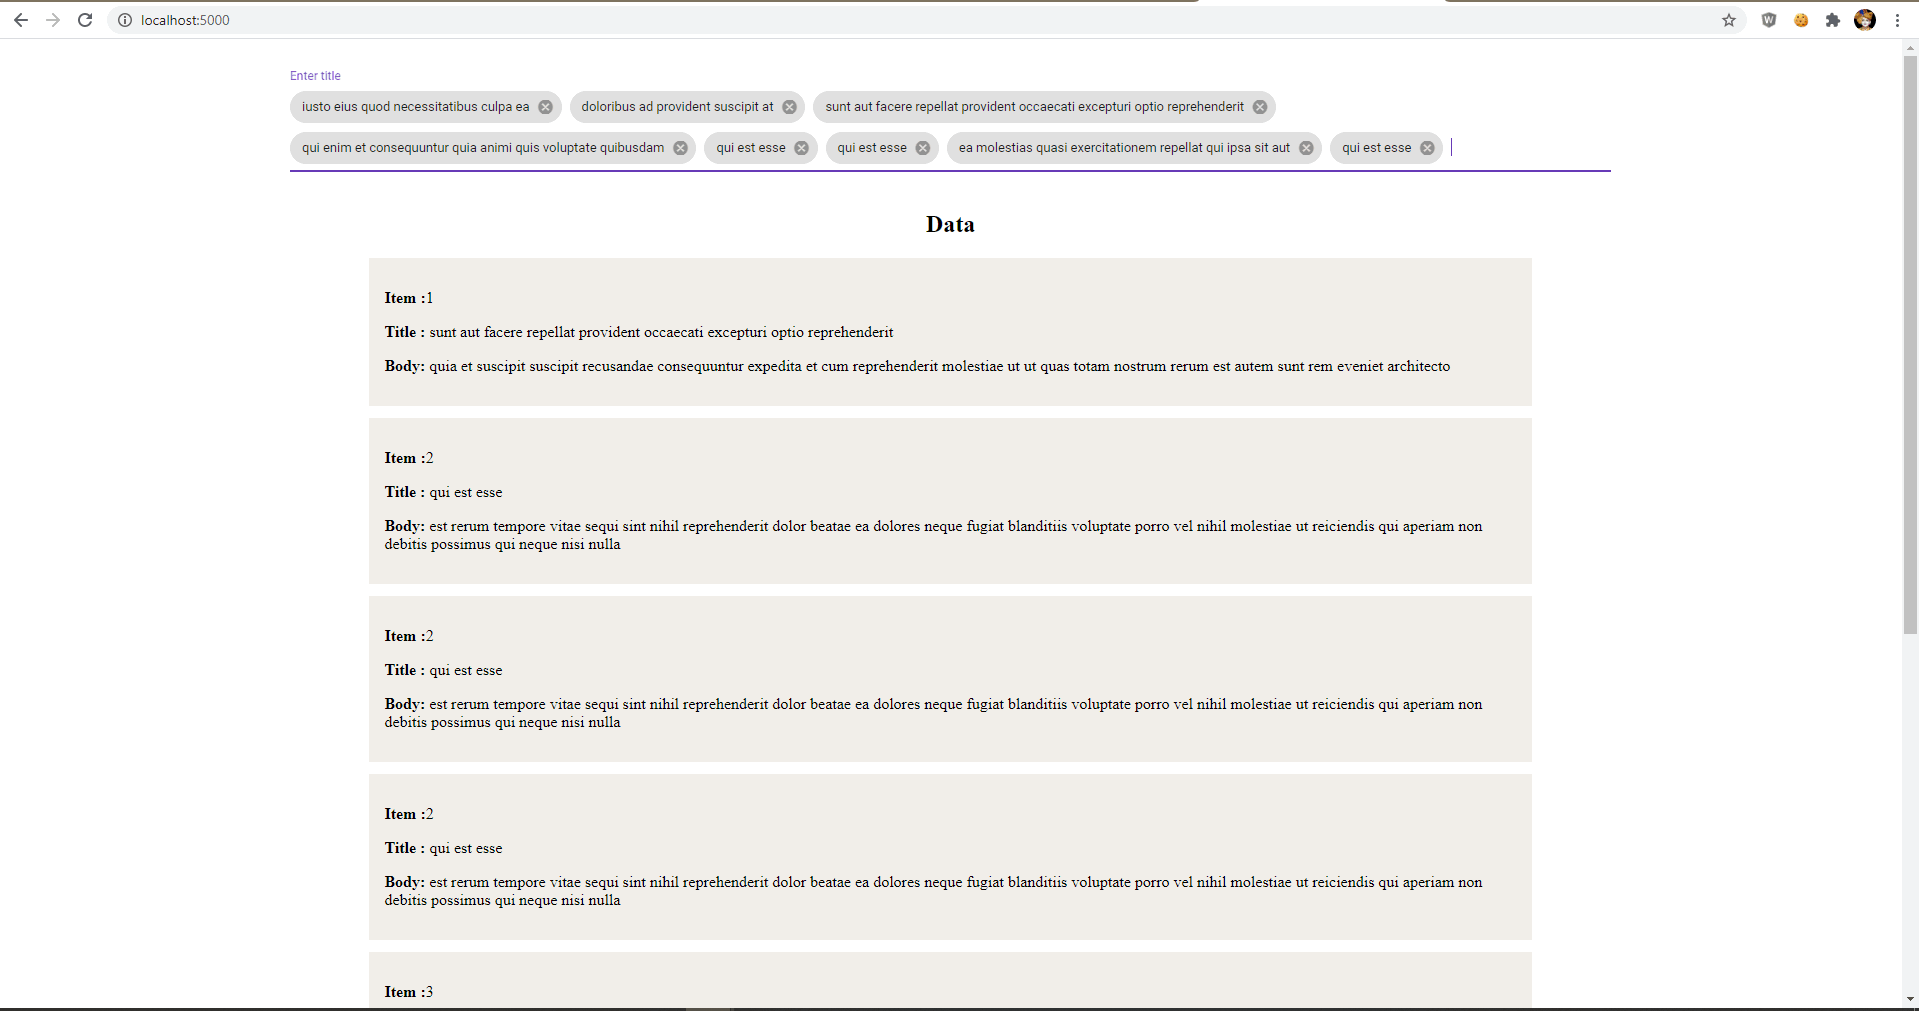 localhost:5000
Enter title
iusto eius quod necessitatibus culpa ea doloribus ad provident suscipit at sunt aut facere repellat provident occaecati excepturi optio reprehenderit
qui enim et consequuntur quia animi quis voluptate quibusdam qui est esse qui est esse ea molestias quasi exercitationem repellat qui ipsa sit aut qui est esse
Data
Item :1
Title : sunt aut facere repellat provident occaecati excepturi optio reprehenderit
Body: quia et suscipit suscipit recusandae consequuntur expedita et cum reprehenderit molestiae ut ut quas totam nostrum rerum est autem sunt rem eveniet architecto
Item :2
Title : qui est esse
Body: est rerum tempore vitae sequi sint nihil reprehenderit dolor beatae ea dolores neque fugiat blanditiis voluptate porro vel nihil molestiae ut reiciendis qui aperiam non
debitis possimus qui neque nisi nulla
Item :2
Title : qui est esse
Body: est rerum tempore vitae sequi sint nihil reprehenderit dolor beatae ea dolores neque fugiat blanditiis voluptate porro vel nihil molestiae ut reiciendis qui aperiam non
debitis possimus qui neque nisi nulla
Item :2
Title : qui est esse
Body: est rerum tempore vitae sequi sint nihil reprehenderit dolor beatae ea dolores neque fugiat blanditiis voluptate porro vel nihil molestiae ut reiciendis qui aperiam non
debitis possimus qui neque nisi nulla
Item :3